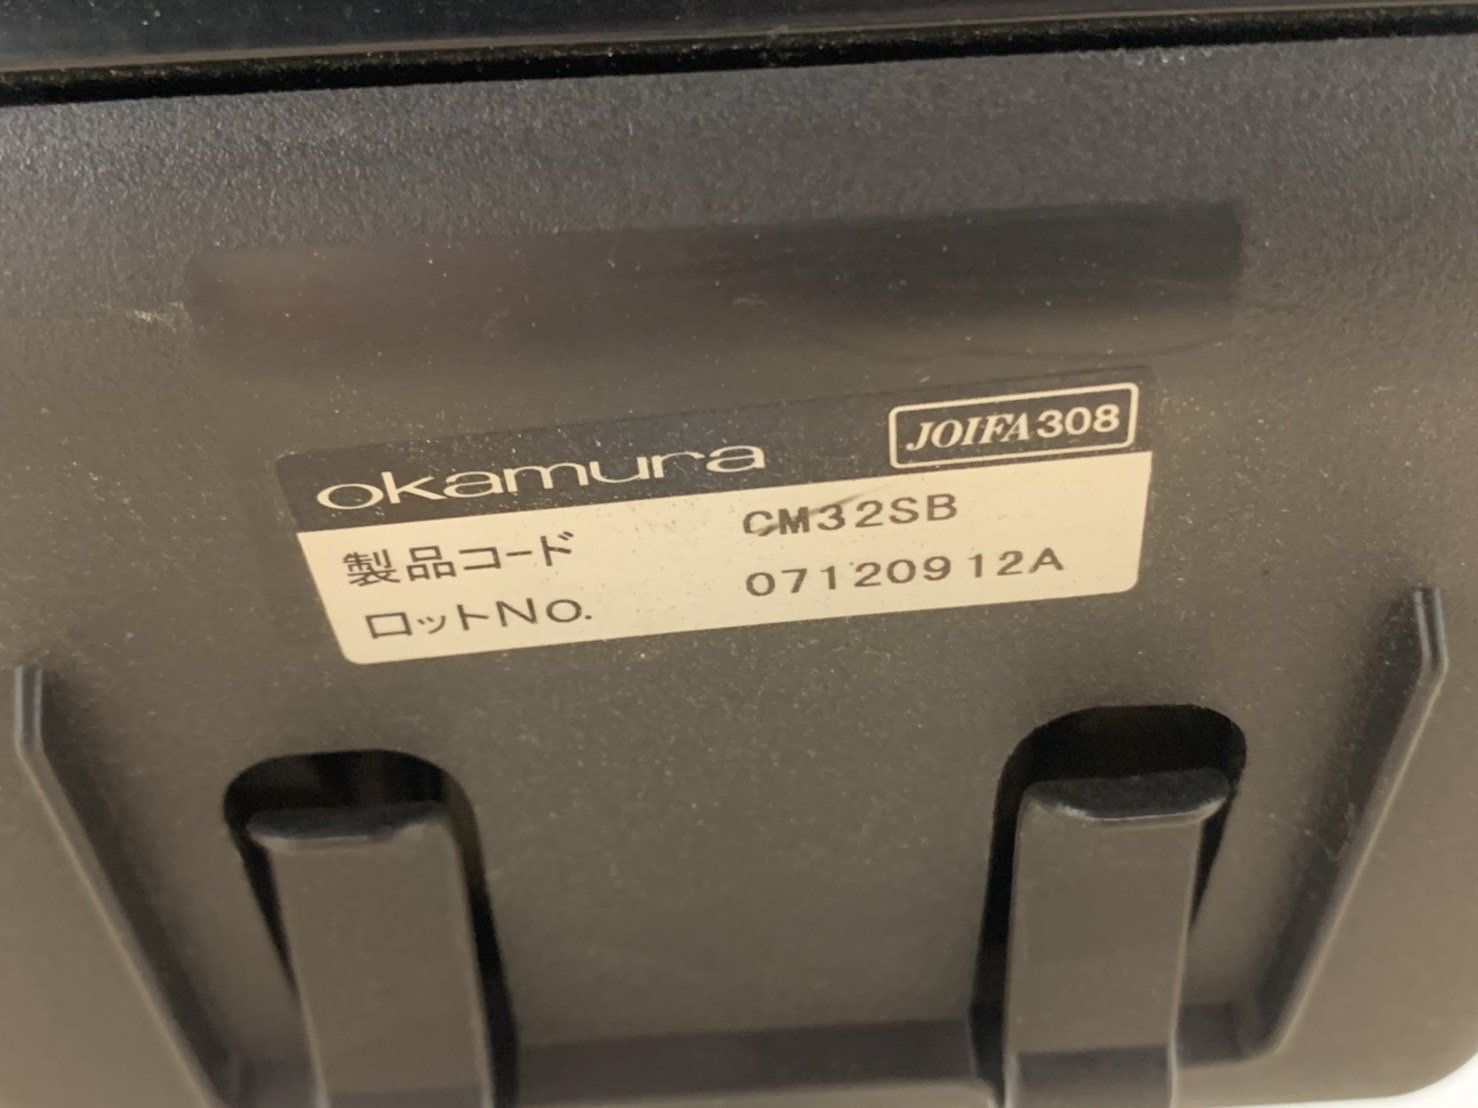 okamura JOIFA308
製品コード CM32SB
ロットNo. 07120912A